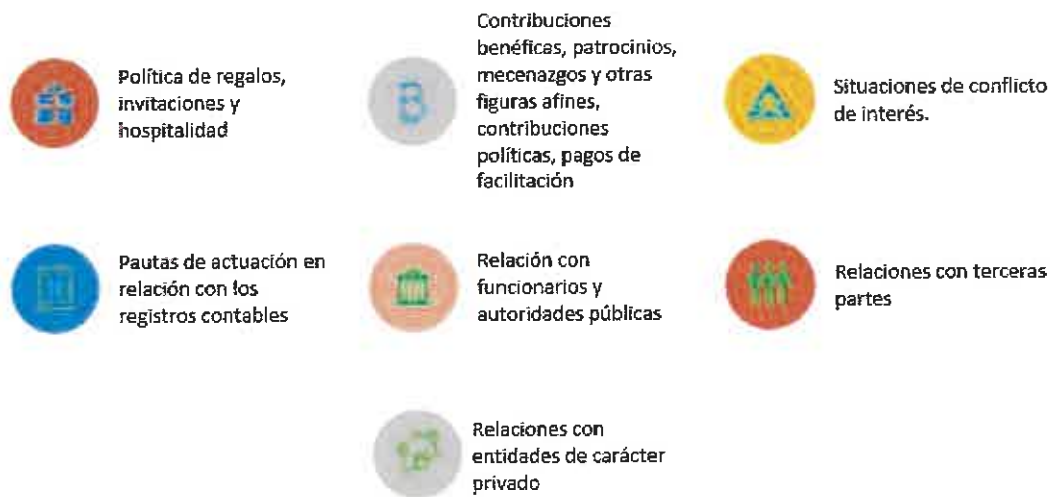 Política de regalos,
invitaciones y
hospitalidad
Contribuciones
benéficas, patrocinios,
mecenazgos y otras
figuras afines,
contribuciones
políticas, pagos de
facilitación
Situaciones de conflicto
de interés.
Pautas de actuación en
relación con los
registros contables
Relación con
funcionarios y
autoridades públicas
Relaciones con terceras
partes
Relaciones con
entidades de carácter
privado